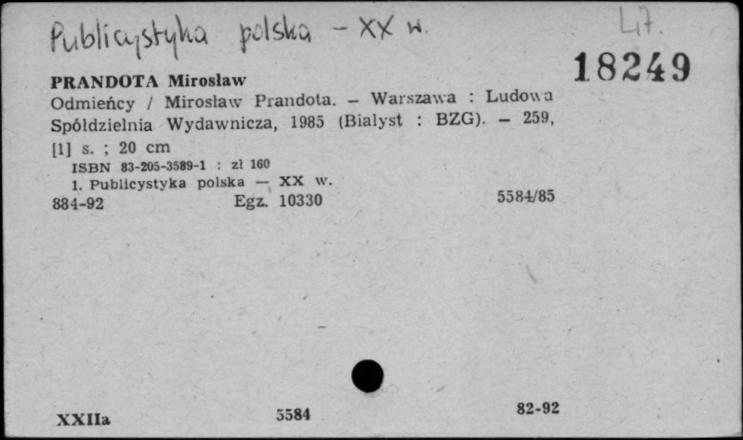 Publicystyka polska - XX w.
Lit.
18249
PRANDOTA Mirosław
Odmieńcy / Mirosław Prandota. — Warszawa : Ludowa
Spółdzielnia Wydawnicza, 1985 (Białyst : BZG). — 259,
[1] s. ; 20 cm
ISBN 83-205-3589-1 : zł 160
1. Publicystyka polska — XX w.
884-92 Egz. 10330 5584/85
XXIIa 5584 82-92